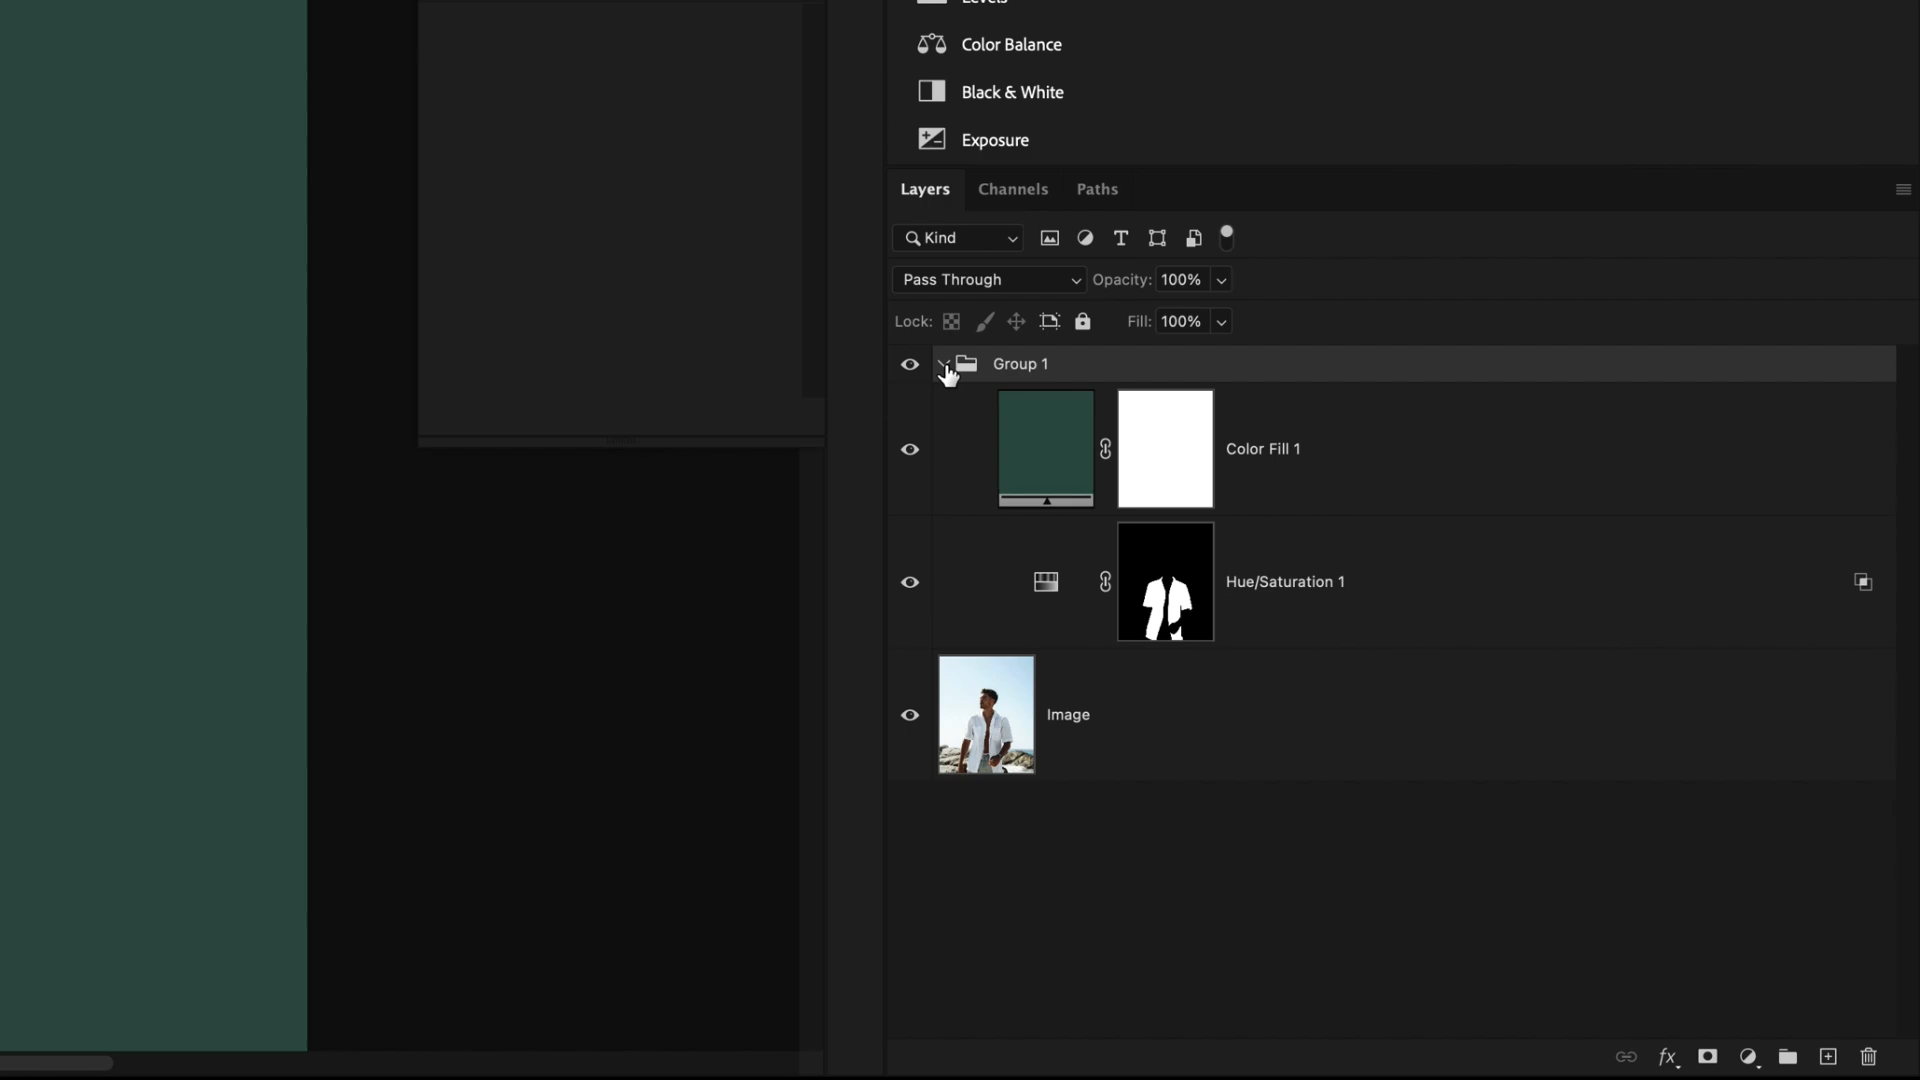 Levels
Color Balance
Black & White
Exposure
Layers Channels Paths
Kind
Pass Through Opacity: 100%
Lock: Fill: 100%
Group 1
Color Fill 1
Hue/Saturation 1
Image